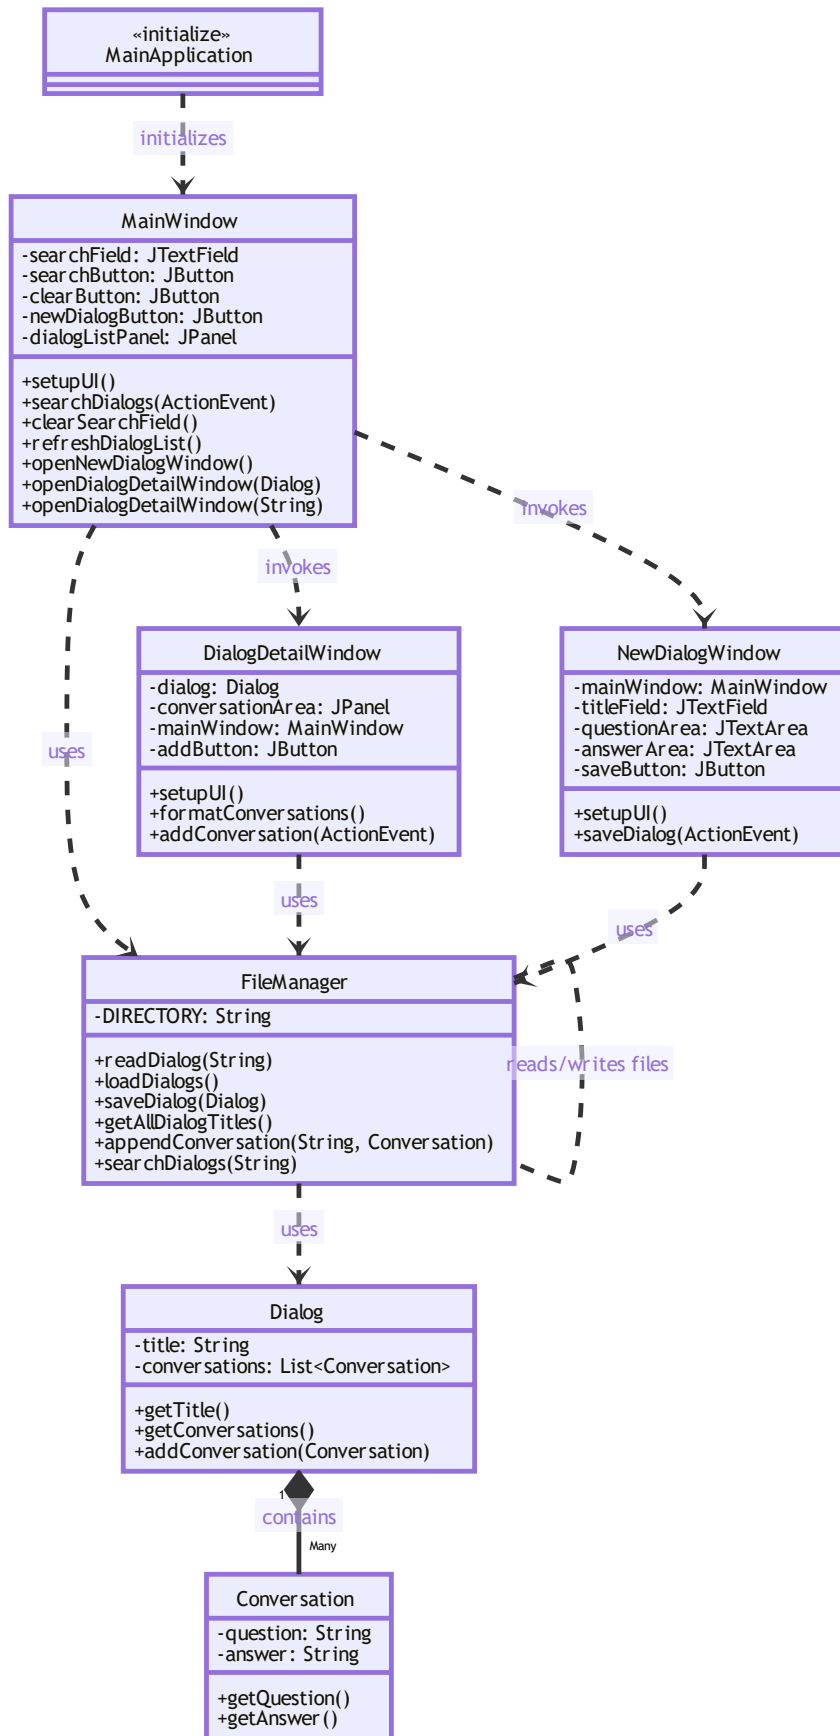 «initialize»
MainApplication
initializes
MainWindow
-searchField: JTextField
-searchButton: JButton
-clearButton: JButton
-newDialogButton: JButton
-dialogListPanel: JPanel
+setupUI()
+searchDialogs(ActionEvent)
+clearSearchField()
+refreshDialogList()
+openNewDialogWindow()
+openDialogDetailWindow(Dialog)
+openDialogDetailWindow(String)
invokes
invokes
uses
DialogDetailWindow
-dialog: Dialog
-conversationArea: JPanel
-mainWindow: MainWindow
-addButton: JButton
+setupUI()
+formatConversations()
+addConversation(ActionEvent)
NewDialogWindow
-mainWindow: MainWindow
-titleField: JTextField
-questionArea: JTextArea
-answerArea: JTextArea
-saveButton: JButton
+setupUI()
+saveDialog(ActionEvent)
uses
uses
FileManager
-DIRECTORY: String
+readDialog(String)
+loadDialogs()
+saveDialog(Dialog)
+getAllDialogTitles()
+appendConversation(String, Conversation)
+searchDialogs(String)
reads/writes files
uses
Dialog
-title: String
-conversations: List<Conversation>
+getTitle()
+getConversations()
+addConversation(Conversation)
1
contains
Many
Conversation
-question: String
-answer: String
+getQuestion()
+getAnswer()